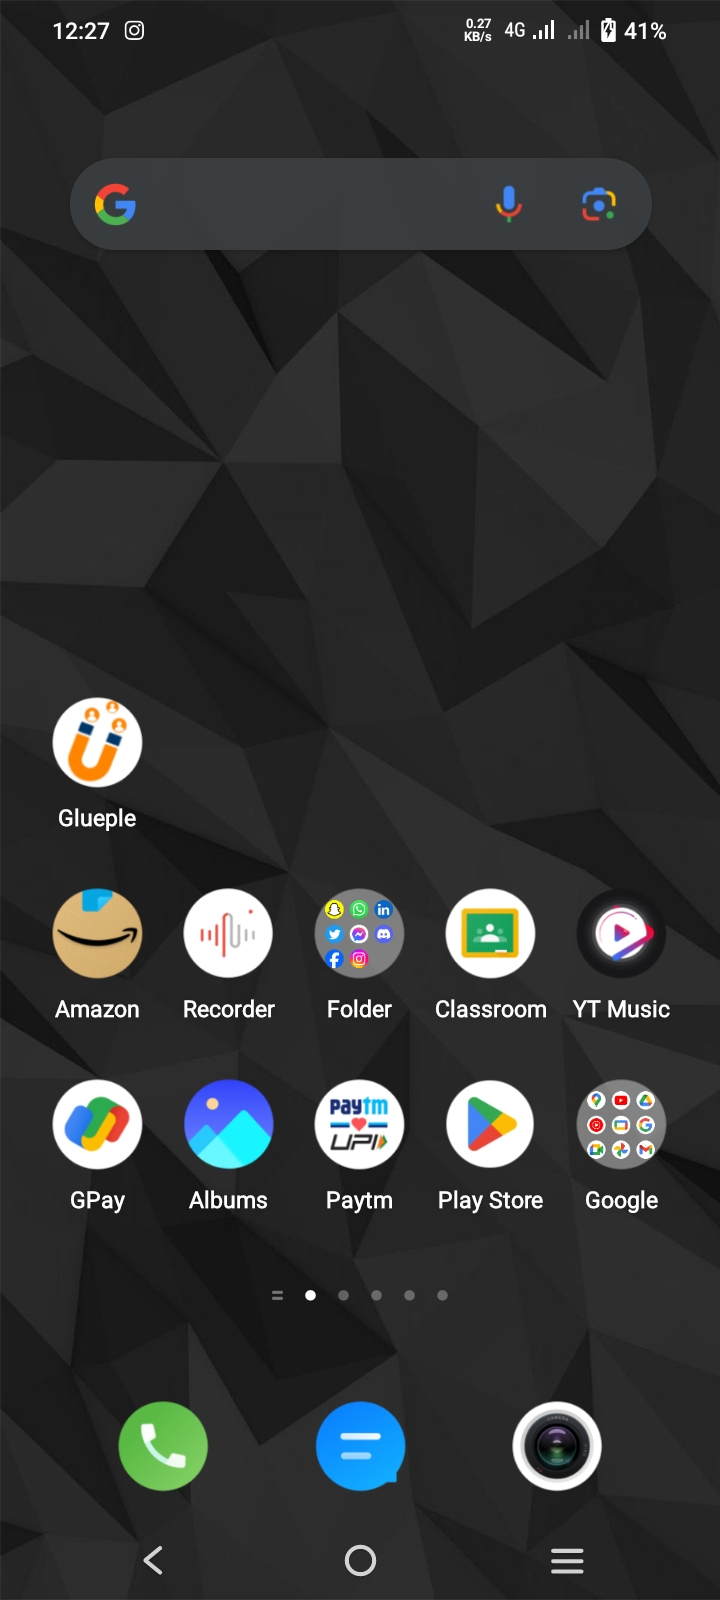 12:27 0.27 KB/s 4G 41%
Glueple
Amazon Recorder Folder Classroom YT Music
paytm
UPI
GPay Albums Paytm Play Store Google